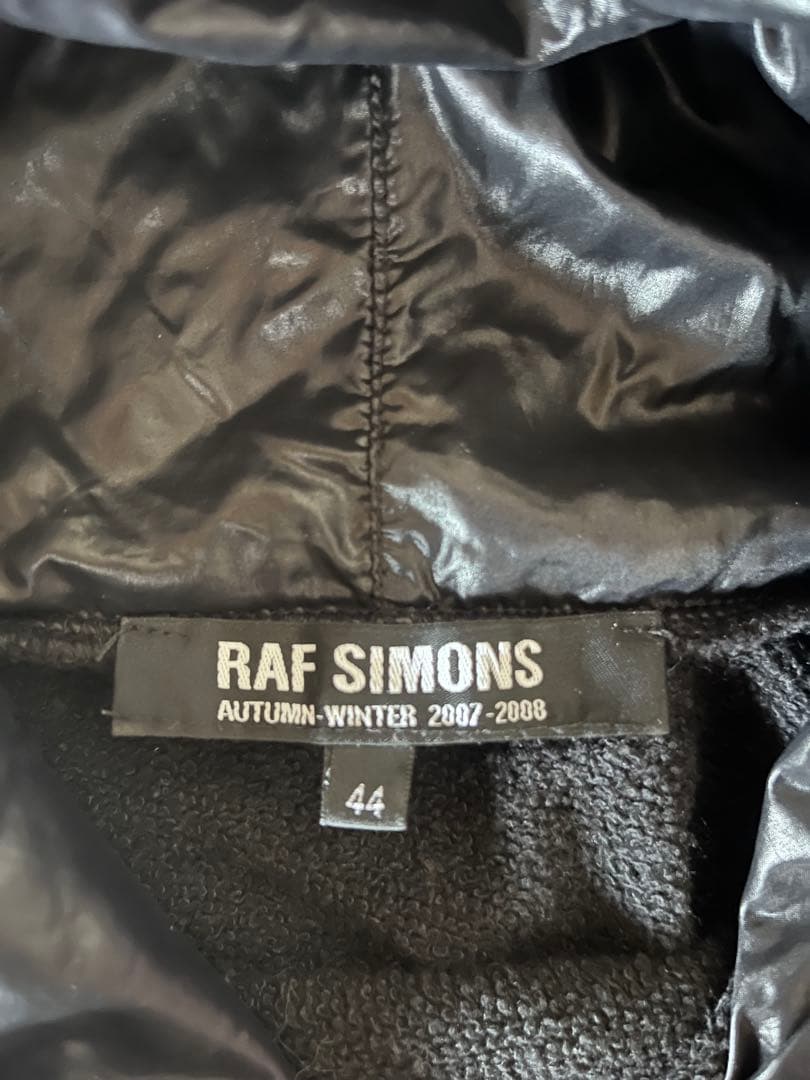 RAF SIMONS
AUTUMN-WINTER 2007-2008
44